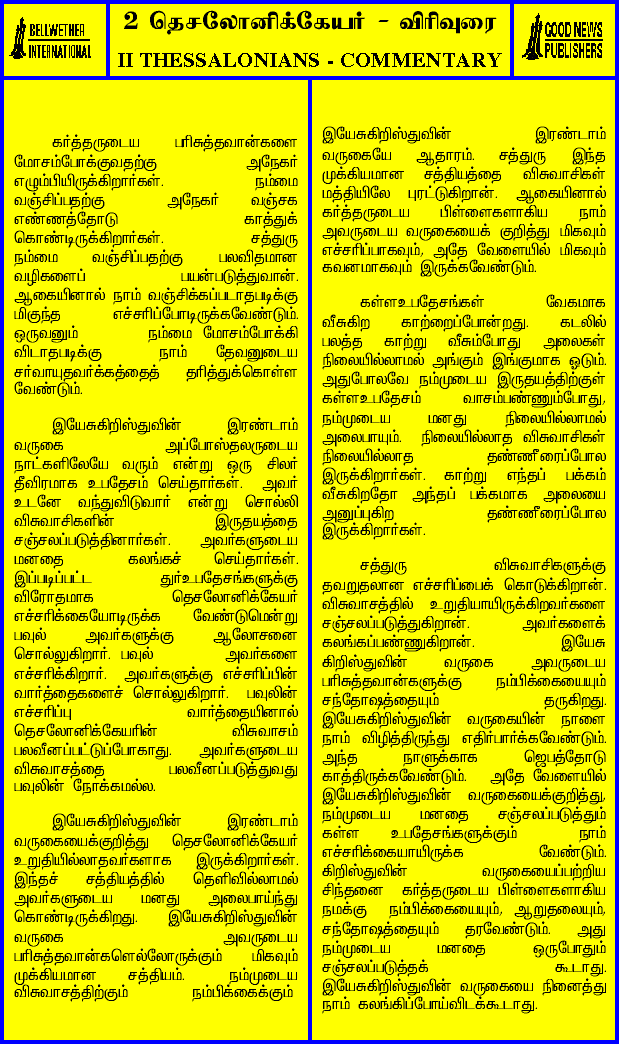 BELLWETHER
INTERNATIONAL
2 தெசலோனிக்கேயர் - விரிவுரை
II THESSALONIANS - COMMENTARY
GOOD NEWS
PUBLISHERS
கர்த்தருடைய பரிசுத்தவான்களை
மோசம்போக்குவதற்கு அநேகர்
எழும்பியிருக்கிறார்கள். நம்மை
வஞ்சிப்பதற்கு அநேகர் வஞ்சக
எண்ணத்தோடு காத்துக்
கொண்டிருக்கிறார்கள். சத்துரு
நம்மை வஞ்சிப்பதற்கு பலவிதமான
வழிகளைப் பயன்படுத்துவான்.
ஆகையினால் நாம் வஞ்சிக்கப்படாதபடிக்கு
மிகுந்த எச்சரிப்போடிருக்கவேண்டும்.
ஒருவனும் நம்மை மோசம்போக்கி
விடாதபடிக்கு நாம் தேவனுடைய
சர்வாயுதவர்க்கத்தைத் தரித்துக்கொள்ள
வேண்டும்.
இயேசுகிறிஸ்துவின் இரண்டாம்
வருகை அப்போஸ்தலருடைய
நாட்களிலேயே வரும் என்று ஒரு சிலர்
தீவிரமாக உபதேசம் செய்தார்கள். அவர்
உடனே வந்துவிடுவார் என்று சொல்லி
விசுவாசிகளின் இருதயத்தை
சஞ்சலப்படுத்தினார்கள். அவர்களுடைய
மனதை கலங்கச் செய்தார்கள்.
இப்படிப்பட்ட துர்உபதேசங்களுக்கு
விரோதமாக தெசலோனிக்கேயர்
எச்சரிக்கையோடிருக்க வேண்டுமென்று
பவுல் அவர்களுக்கு ஆலோசனை
சொல்லுகிறார். பவுல் அவர்களை
எச்சரிக்கிறார். அவர்களுக்கு எச்சரிப்பின்
வார்த்தைகளைச் சொல்லுகிறார். பவுலின்
எச்சரிப்பு வார்த்தையினால்
தெசலோனிக்கேயரின் விசுவாசம்
பலவீனப்பட்டுப்போகாது. அவர்களுடைய
விசுவாசத்தை பலவீனப்படுத்துவது
பவுலின் நோக்கமல்ல.
இயேசுகிறிஸ்துவின் இரண்டாம்
வருகையைக்குறித்து தெசலோனிக்கேயர்
உறுதியில்லாதவர்களாக இருக்கிறார்கள்.
இந்தச் சத்தியத்தில் தெளிவில்லாமல்
அவர்களுடைய மனது அலைபாய்ந்து
கொண்டிருக்கிறது. இயேசுகிறிஸ்துவின்
வருகை அவருடைய
பரிசுத்தவான்களெல்லோருக்கும் மிகவும்
முக்கியமான சத்தியம். நம்முடைய
விசுவாசத்திற்கும் நம்பிக்கைக்கும்
இயேசுகிறிஸ்துவின் இரண்டாம்
வருகையே ஆதாரம். சத்துரு இந்த
முக்கியமான சத்தியத்தை விசுவாசிகள்
மத்தியிலே புரட்டுகிறான். ஆகையினால்
கர்த்தருடைய பிள்ளைகளாகிய நாம்
அவருடைய வருகையைக் குறித்து மிகவும்
எச்சரிப்பாகவும், அதே வேளையில் மிகவும்
கவனமாகவும் இருக்கவேண்டும்.
கள்ளஉபதேசங்கள் வேகமாக
வீசுகிற காற்றைப்போன்றது. கடலில்
பலத்த காற்று வீசும்போது அலைகள்
நிலையில்லாமல் அங்கும் இங்குமாக ஓடும்.
அதுபோலவே நம்முடைய இருதயத்திற்குள்
கள்ளஉபதேசம் வாசம்பண்ணும்போது,
நம்முடைய மனது நிலையில்லாமல்
அலைபாயும். நிலையில்லாத விசுவாசிகள்
நிலையில்லாத தண்ணீரைப்போல
இருக்கிறார்கள். காற்று எந்தப் பக்கம்
வீசுகிறதோ அந்தப் பக்கமாக அலையை
அனுப்புகிற தண்ணீரைப்போல
இருக்கிறார்கள்.
சத்துரு விசுவாசிகளுக்கு
தவறுதலான எச்சரிப்பைக் கொடுக்கிறான்.
விசுவாசத்தில் உறுதியாயிருக்கிறவர்களை
சஞ்சலப்படுத்துகிறான். அவர்களைக்
கலங்கப்பண்ணுகிறான். இயேசு
கிறிஸ்துவின் வருகை அவருடைய
பரிசுத்தவான்களுக்கு நம்பிக்கையையும்
சந்தோஷத்தையும் தருகிறது.
இயேசுகிறிஸ்துவின் வருகையின் நாளை
நாம் விழித்திருந்து எதிர்பார்க்கவேண்டும்.
அந்த நாளுக்காக ஜெபத்தோடு
காத்திருக்கவேண்டும். அதே வேளையில்
இயேசுகிறிஸ்துவின் வருகையைக்குறித்து,
நம்முடைய மனதை சஞ்சலப்படுத்தும்
கள்ள உபதேசங்களுக்கும் நாம்
எச்சரிக்கையாயிருக்க வேண்டும்.
கிறிஸ்துவின் வருகையைப்பற்றிய
சிந்தனை கர்த்தருடைய பிள்ளைகளாகிய
நமக்கு நம்பிக்கையையும், ஆறுதலையும்,
சந்தோஷத்தையும் தரவேண்டும். அது
நம்முடைய மனதை ஒருபோதும்
சஞ்சலப்படுத்தக் கூடாது.
இயேசுகிறிஸ்துவின் வருகையை நினைத்து
நாம் கலங்கிப்போய்விடக்கூடாது.